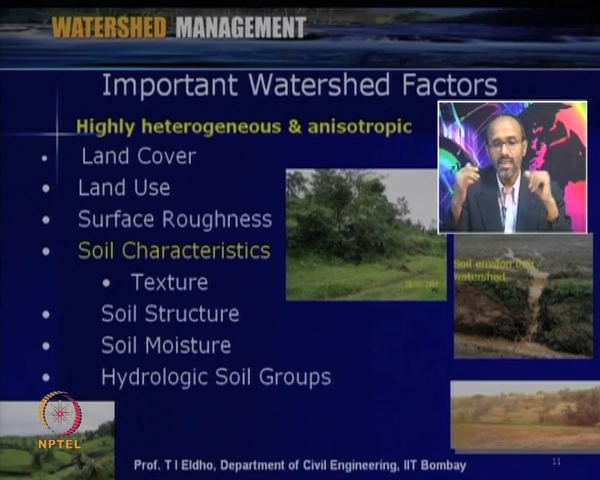 WATERSHED MANAGEMENT
Important Watershed Factors
Highly heterogeneous & anisotropic
• Land Cover
• Land Use
• Surface Roughness
• Soil Characteristics
• Texture
• Soil Structure
• Soil Moisture
• Hydrologic Soil Groups
Soil erosion in a
watershed
NPTEL
Prof. T I Eldho, Department of Civil Engineering, IIT Bombay
11